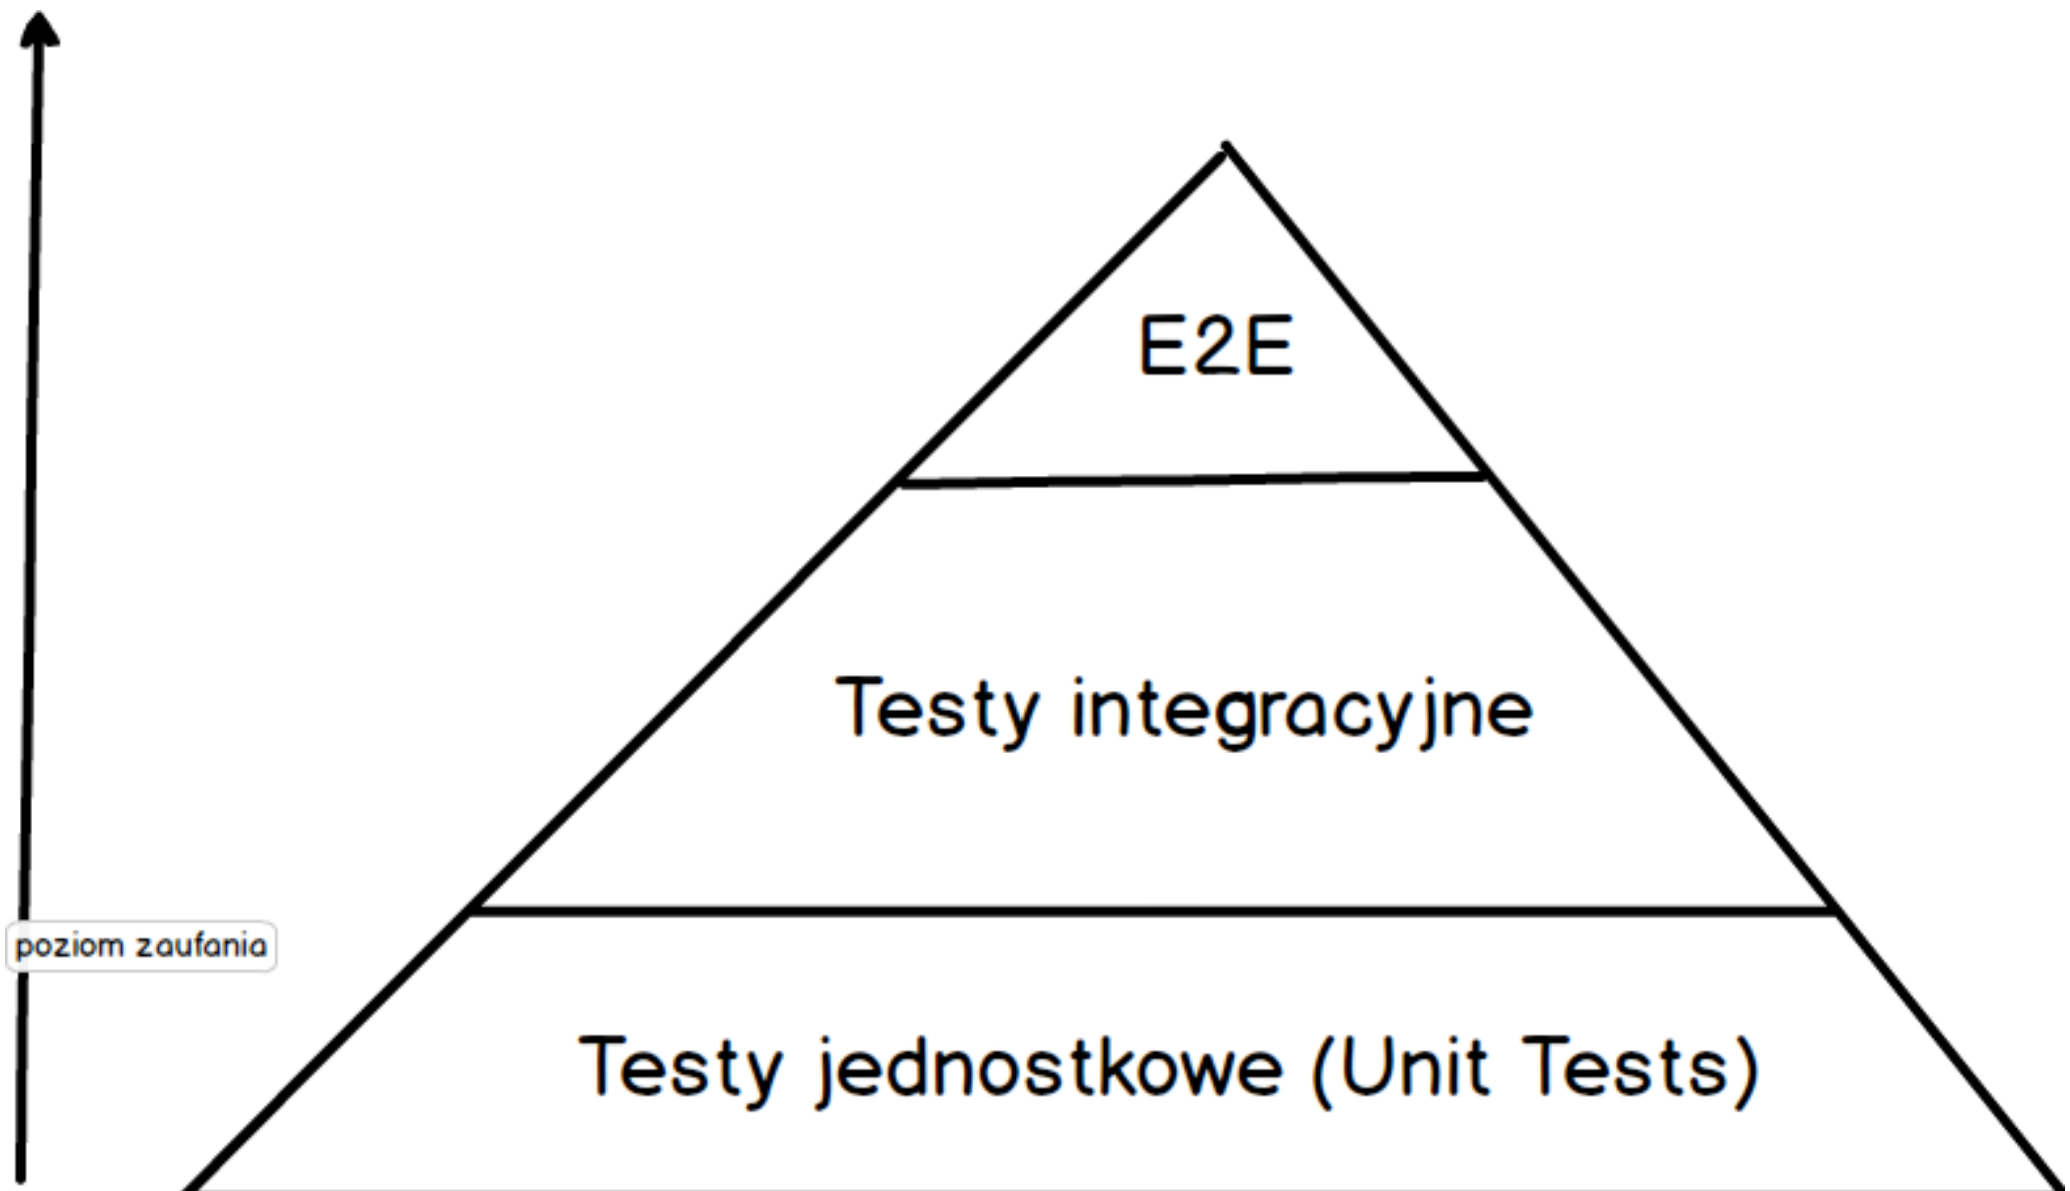 E2E
Testy integracyjne
poziom zaufania
Testy jednostkowe (Unit Tests)